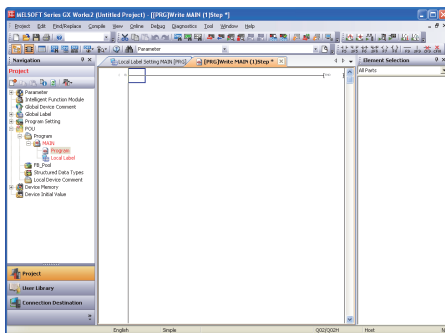 MELSOFT Series GX Works2 (Untitled Project) - [[PRG]Write MAIN (1)Step *]
Project Edit Find/Replace Compile View Online Debug Diagnostics Tool Window Help
Parameter
Navigation
Project
Parameter
Intelligent Function Module
Global Device Comment
Global Label
Program Setting
POU
Program
MAIN
Program
Local Label
FB_Pool
Structured Data Types
Local Device Comment
Device Memory
Device Initial Value
Project
User Library
Connection Destination
Local Label Setting MAIN [PRG]
[PRG]Write MAIN (1)Step *
Element Selection
All Parts
English Simple Q02/Q02H Host